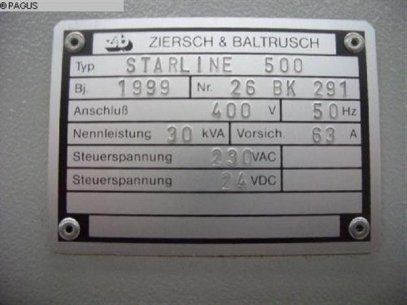 © PAGUS
ZIERSCH & BALTRUSCH
Typ STARLINE 500
Bj. 1999 Nr. 26 BK 291
Anschluß 400 V 50 Hz
Nennleistung 30 kVA Vorsich. 63 A
Steuerspannung 230 VAC
Steuerspannung 24 VDC